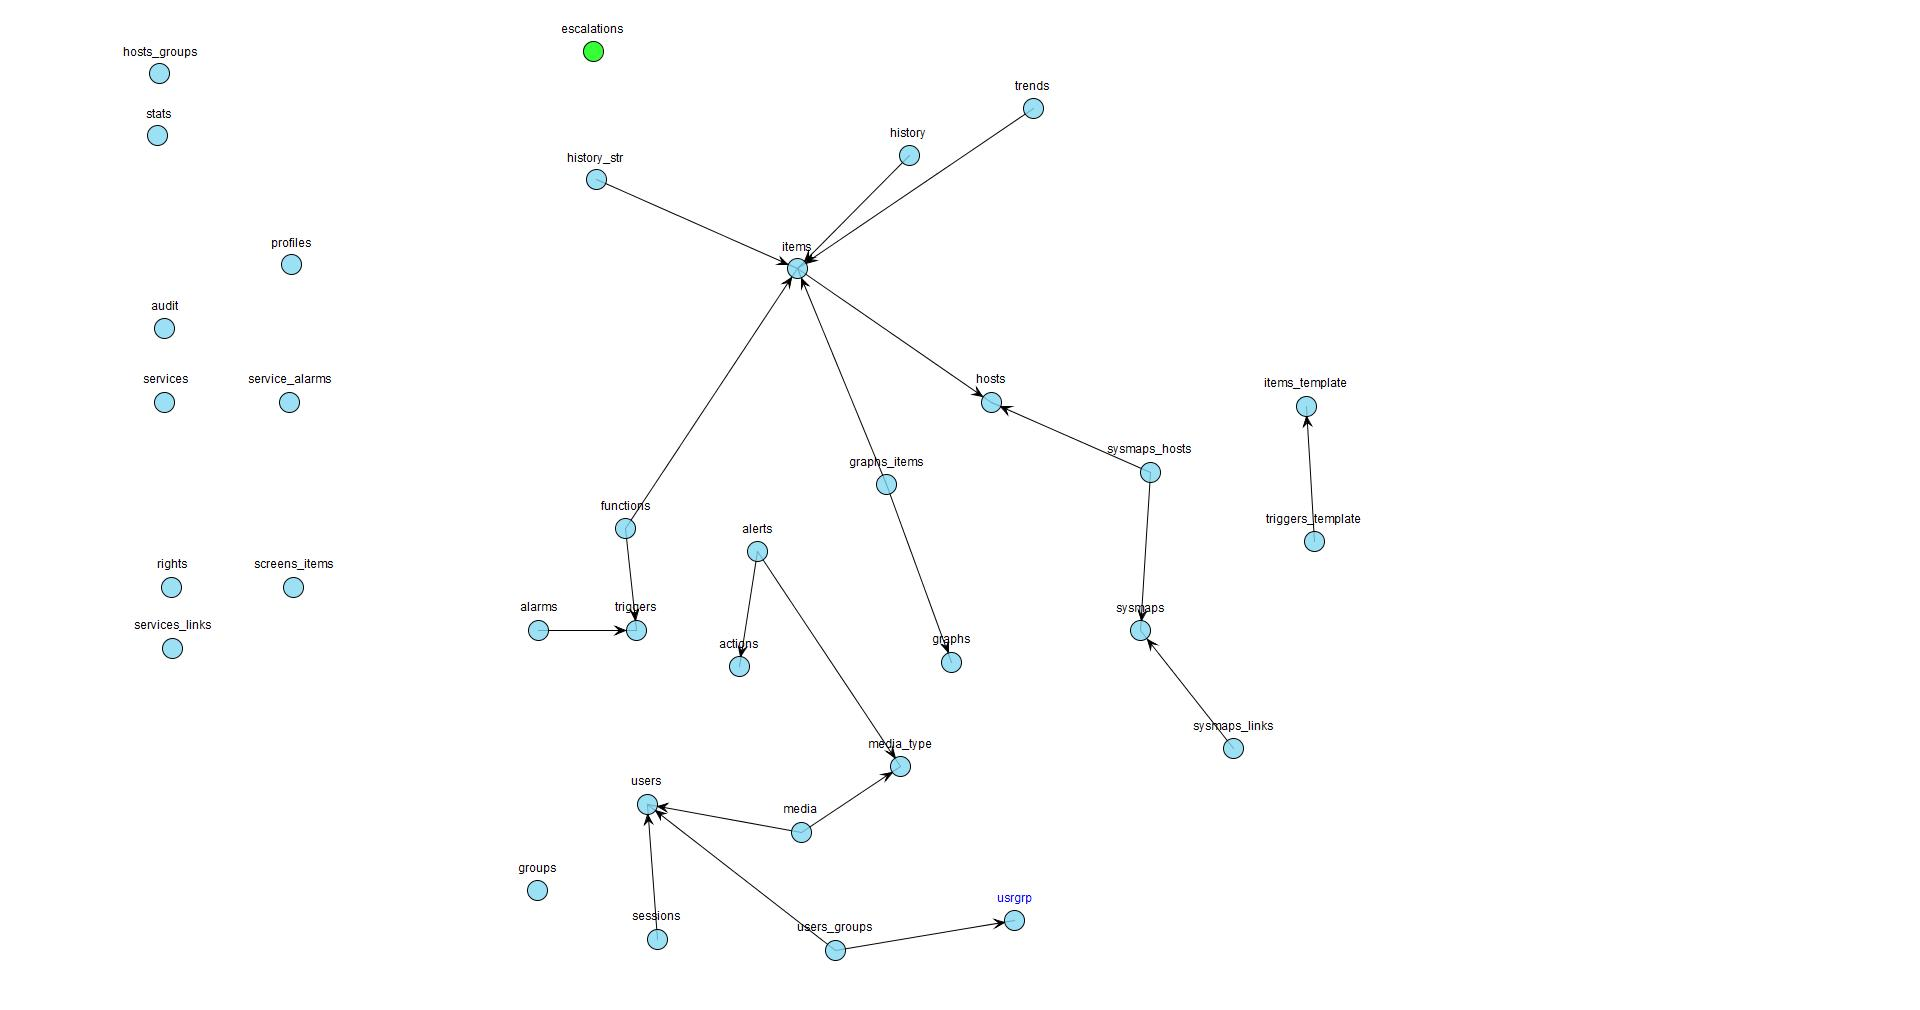 escalations
hosts_groups
trends
stats
history
history_str
profiles
items
audit
services
service_alarms
hosts
items_template
sysmaps_hosts
graphs_items
functions
triggers_template
alerts
rights
screens_items
alarms
triggers
sysmaps
services_links
actions
graphs
sysmaps_links
media_type
users
media
groups
usrgrp
sessions
users_groups